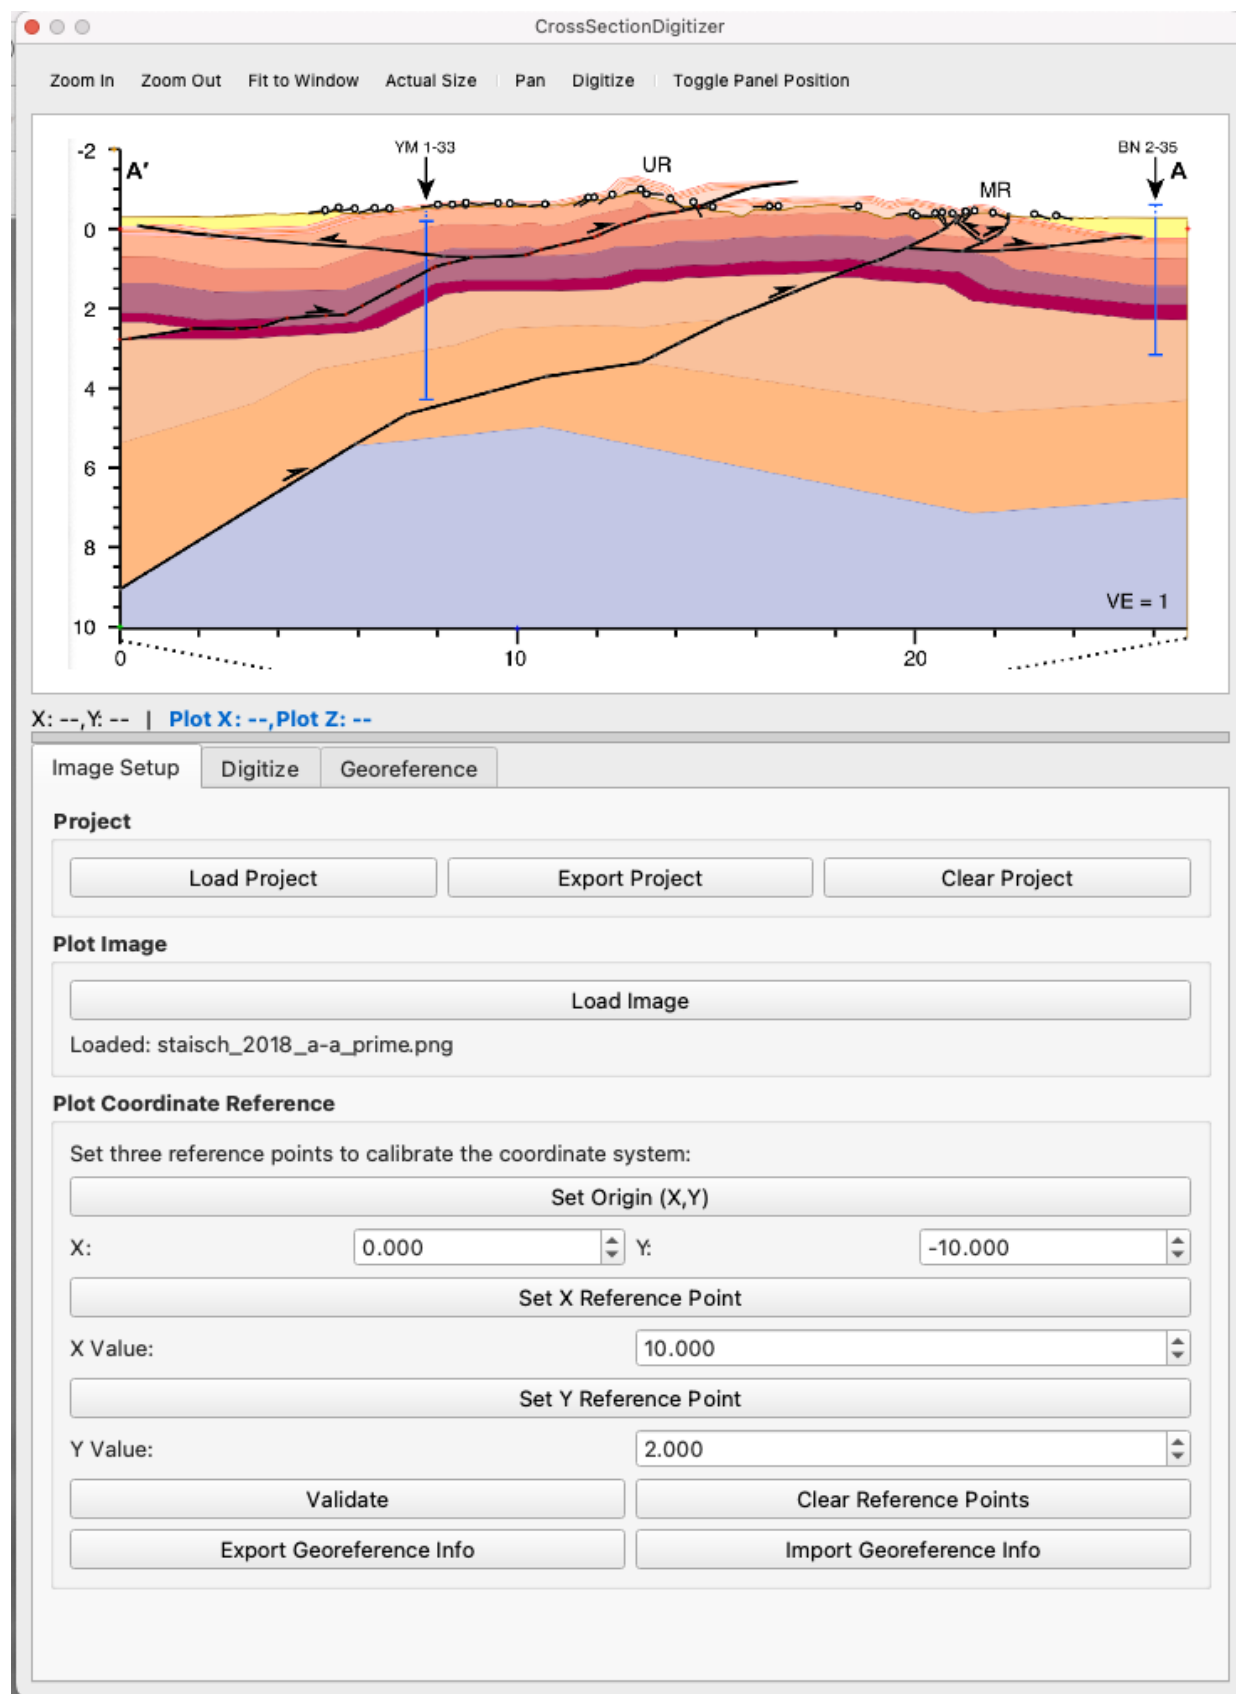 CrossSectionDigitizer
Zoom In Zoom Out Fit to Window Actual Size Pan Digitize Toggle Panel Position
YM 1-33 BN 2-35
-2 A' UR A
MR
0
2
4
6
8
VE = 1
10
0 10 20
X: --, Y: -- | Plot X: --, Plot Z: --
Image Setup Digitize Georeference
Project
Load Project Export Project Clear Project
Plot Image
Load Image
Loaded: staisch_2018_a-a_prime.png
Plot Coordinate Reference
Set three reference points to calibrate the coordinate system:
Set Origin (X,Y)
X: 0.000 Y: -10.000
Set X Reference Point
X Value: 10.000
Set Y Reference Point
Y Value: 2.000
Validate Clear Reference Points
Export Georeference Info Import Georeference Info